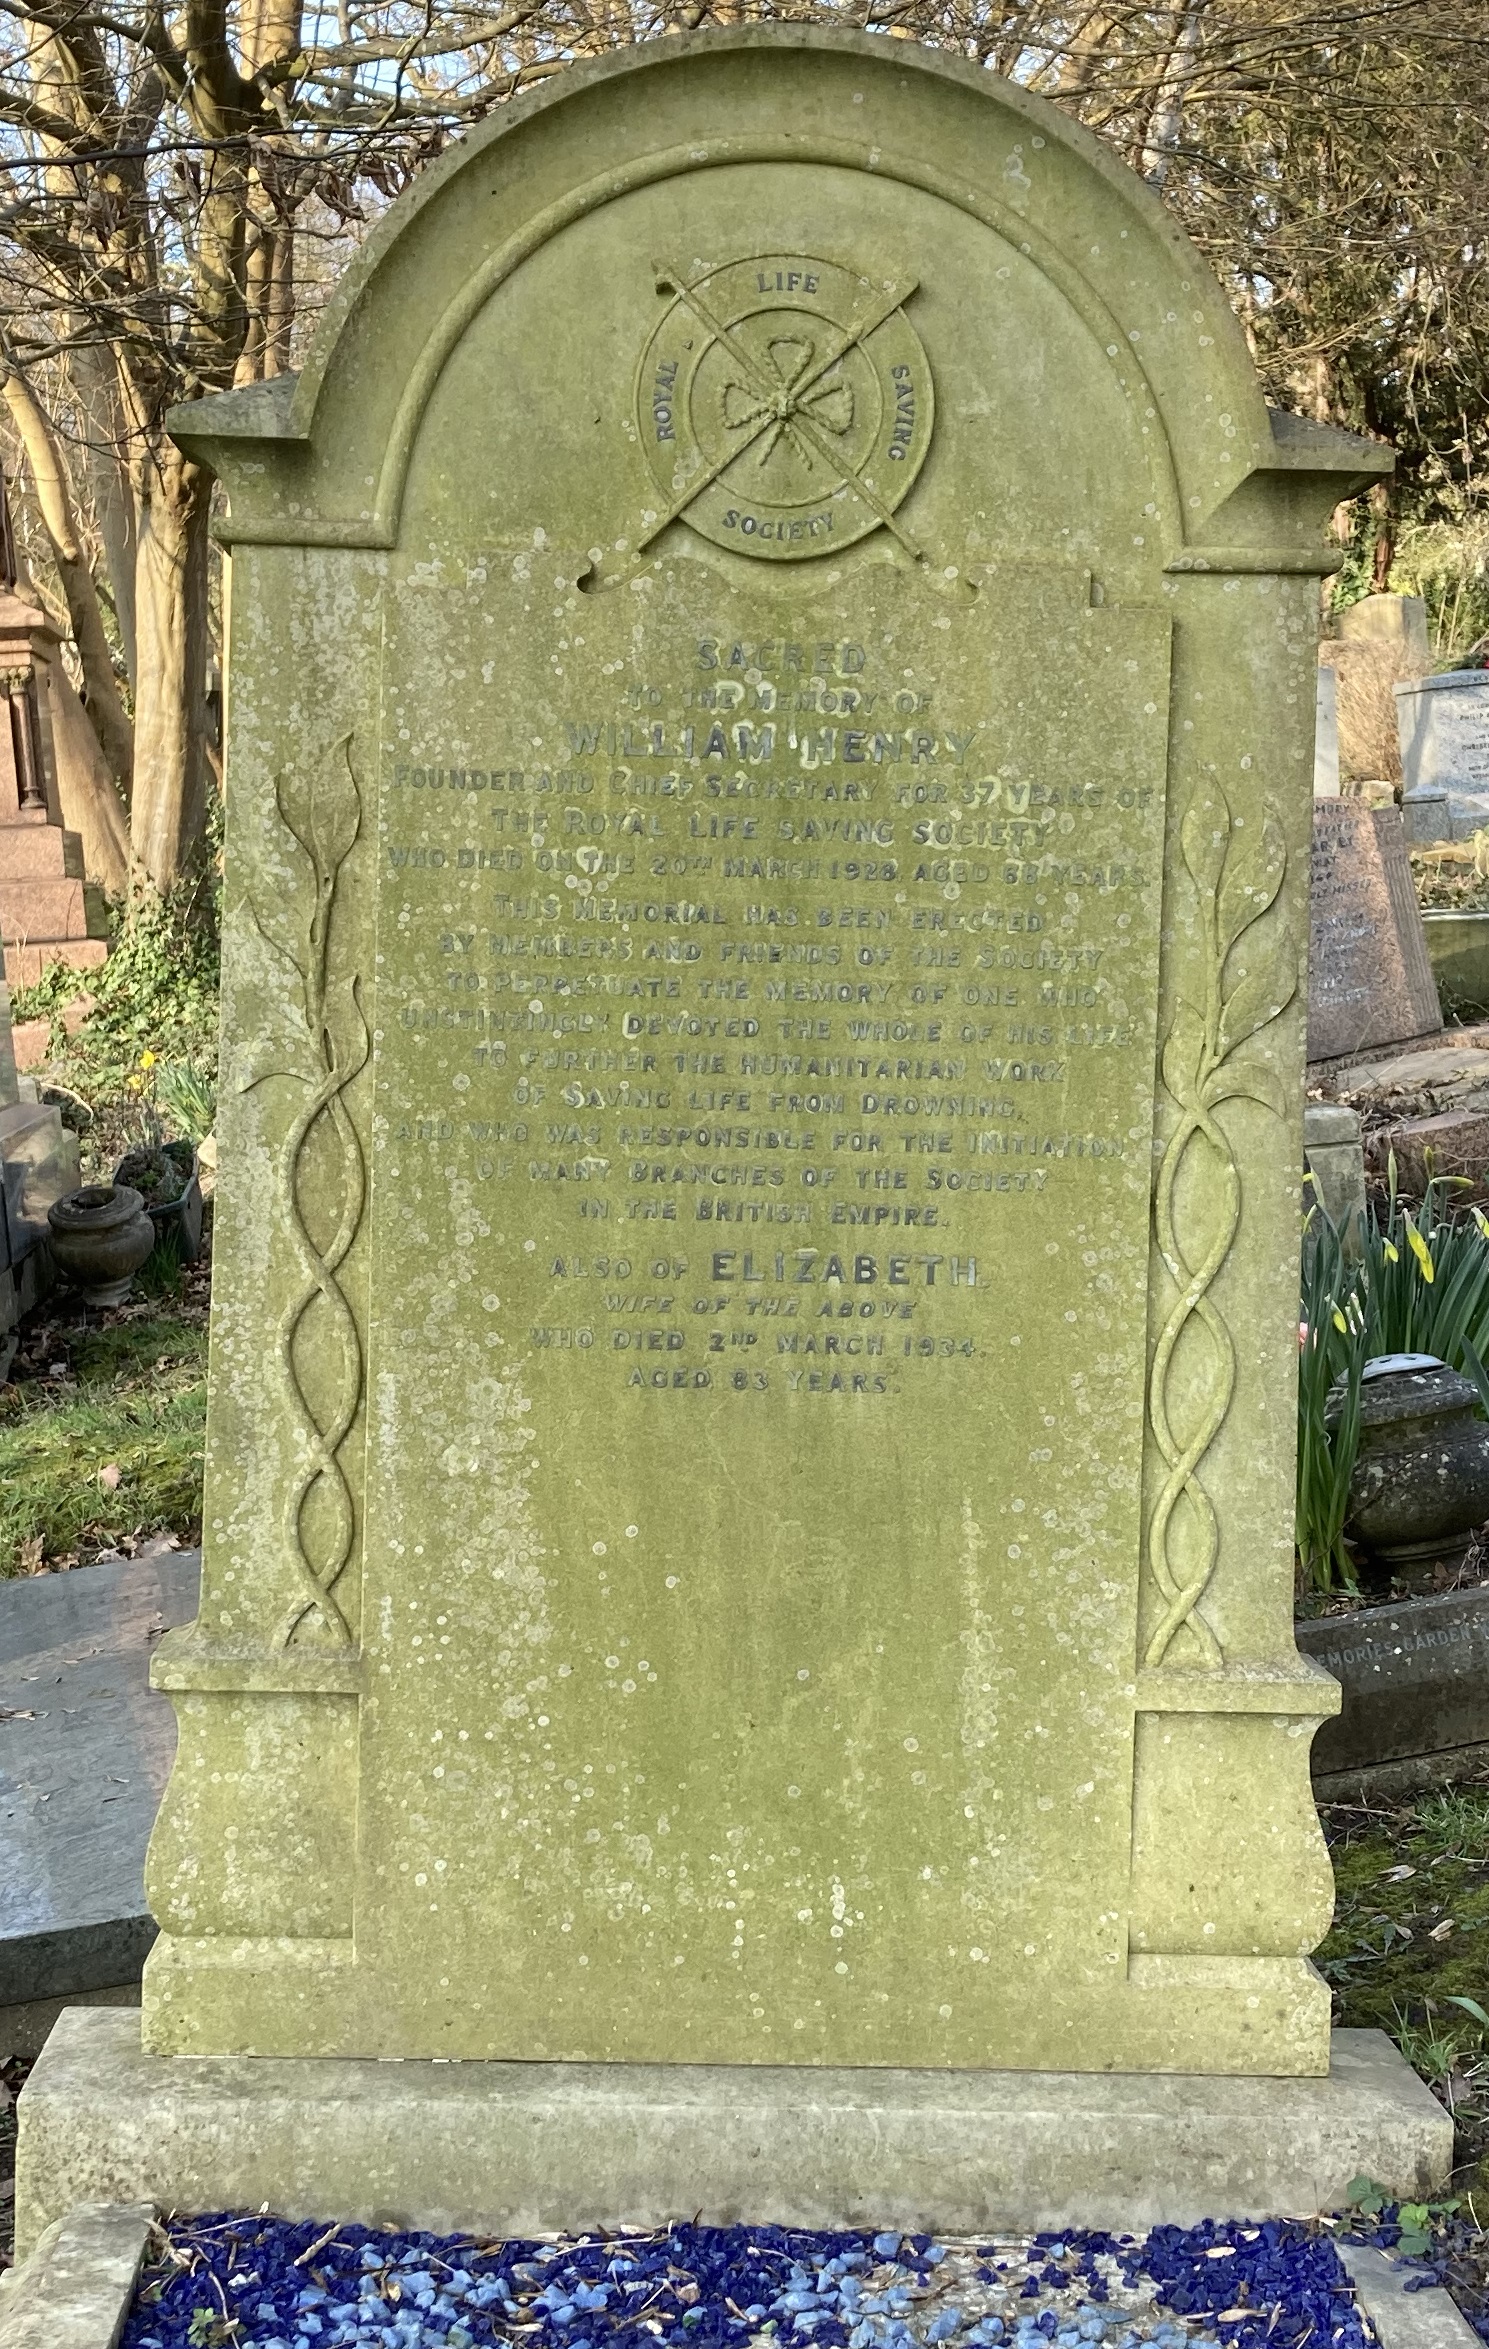 ROYAL LIFE SAVING SOCIETY
SACRED
TO THE MEMORY OF
WILLIAM HENRY
FOUNDER AND CHIEF SECRETARY FOR 37 YEARS OF
THE ROYAL LIFE SAVING SOCIETY
WHO DIED ON THE 20TH MARCH 1928 AGED 68 YEARS.
THIS MEMORIAL HAS BEEN ERECTED
BY MEMBERS AND FRIENDS OF THE SOCIETY
TO PERPETUATE THE MEMORY OF ONE WHO
UNSTINTINGLY DEVOTED THE WHOLE OF HIS LIFE
TO FURTHER THE HUMANITARIAN WORK
OF SAVING LIFE FROM DROWNING,
AND WHO WAS RESPONSIBLE FOR THE INITIATION
OF MANY BRANCHES OF THE SOCIETY
IN THE BRITISH EMPIRE.
ALSO OF ELIZABETH,
WIFE OF THE ABOVE
WHO DIED 2ND MARCH 1934.
AGED 83 YEARS.
GARDEN